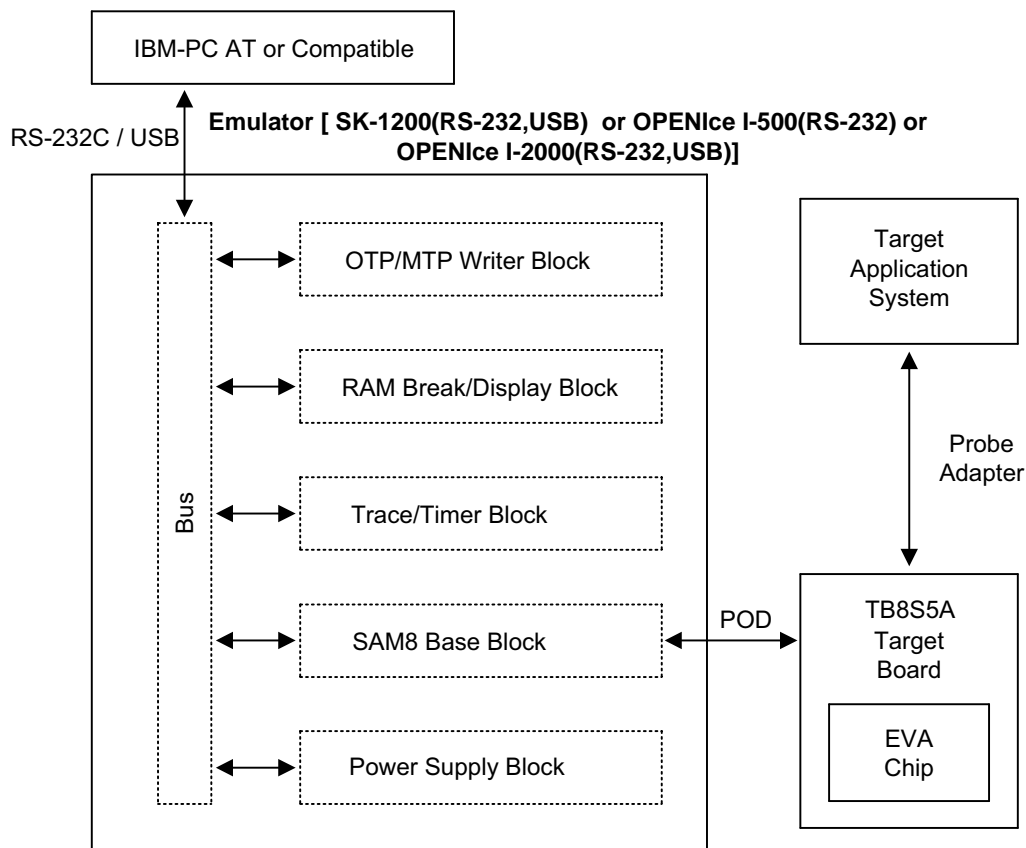 IBM-PC AT or Compatible
RS-232C / USB
Emulator [ SK-1200(RS-232,USB) or OPENIce I-500(RS-232) or
OPENIce I-2000(RS-232,USB)]
Bus
OTP/MTP Writer Block
RAM Break/Display Block
Trace/Timer Block
SAM8 Base Block
Power Supply Block
POD
Target
Application
System
Probe
Adapter
TB8S5A
Target
Board
EVA
Chip